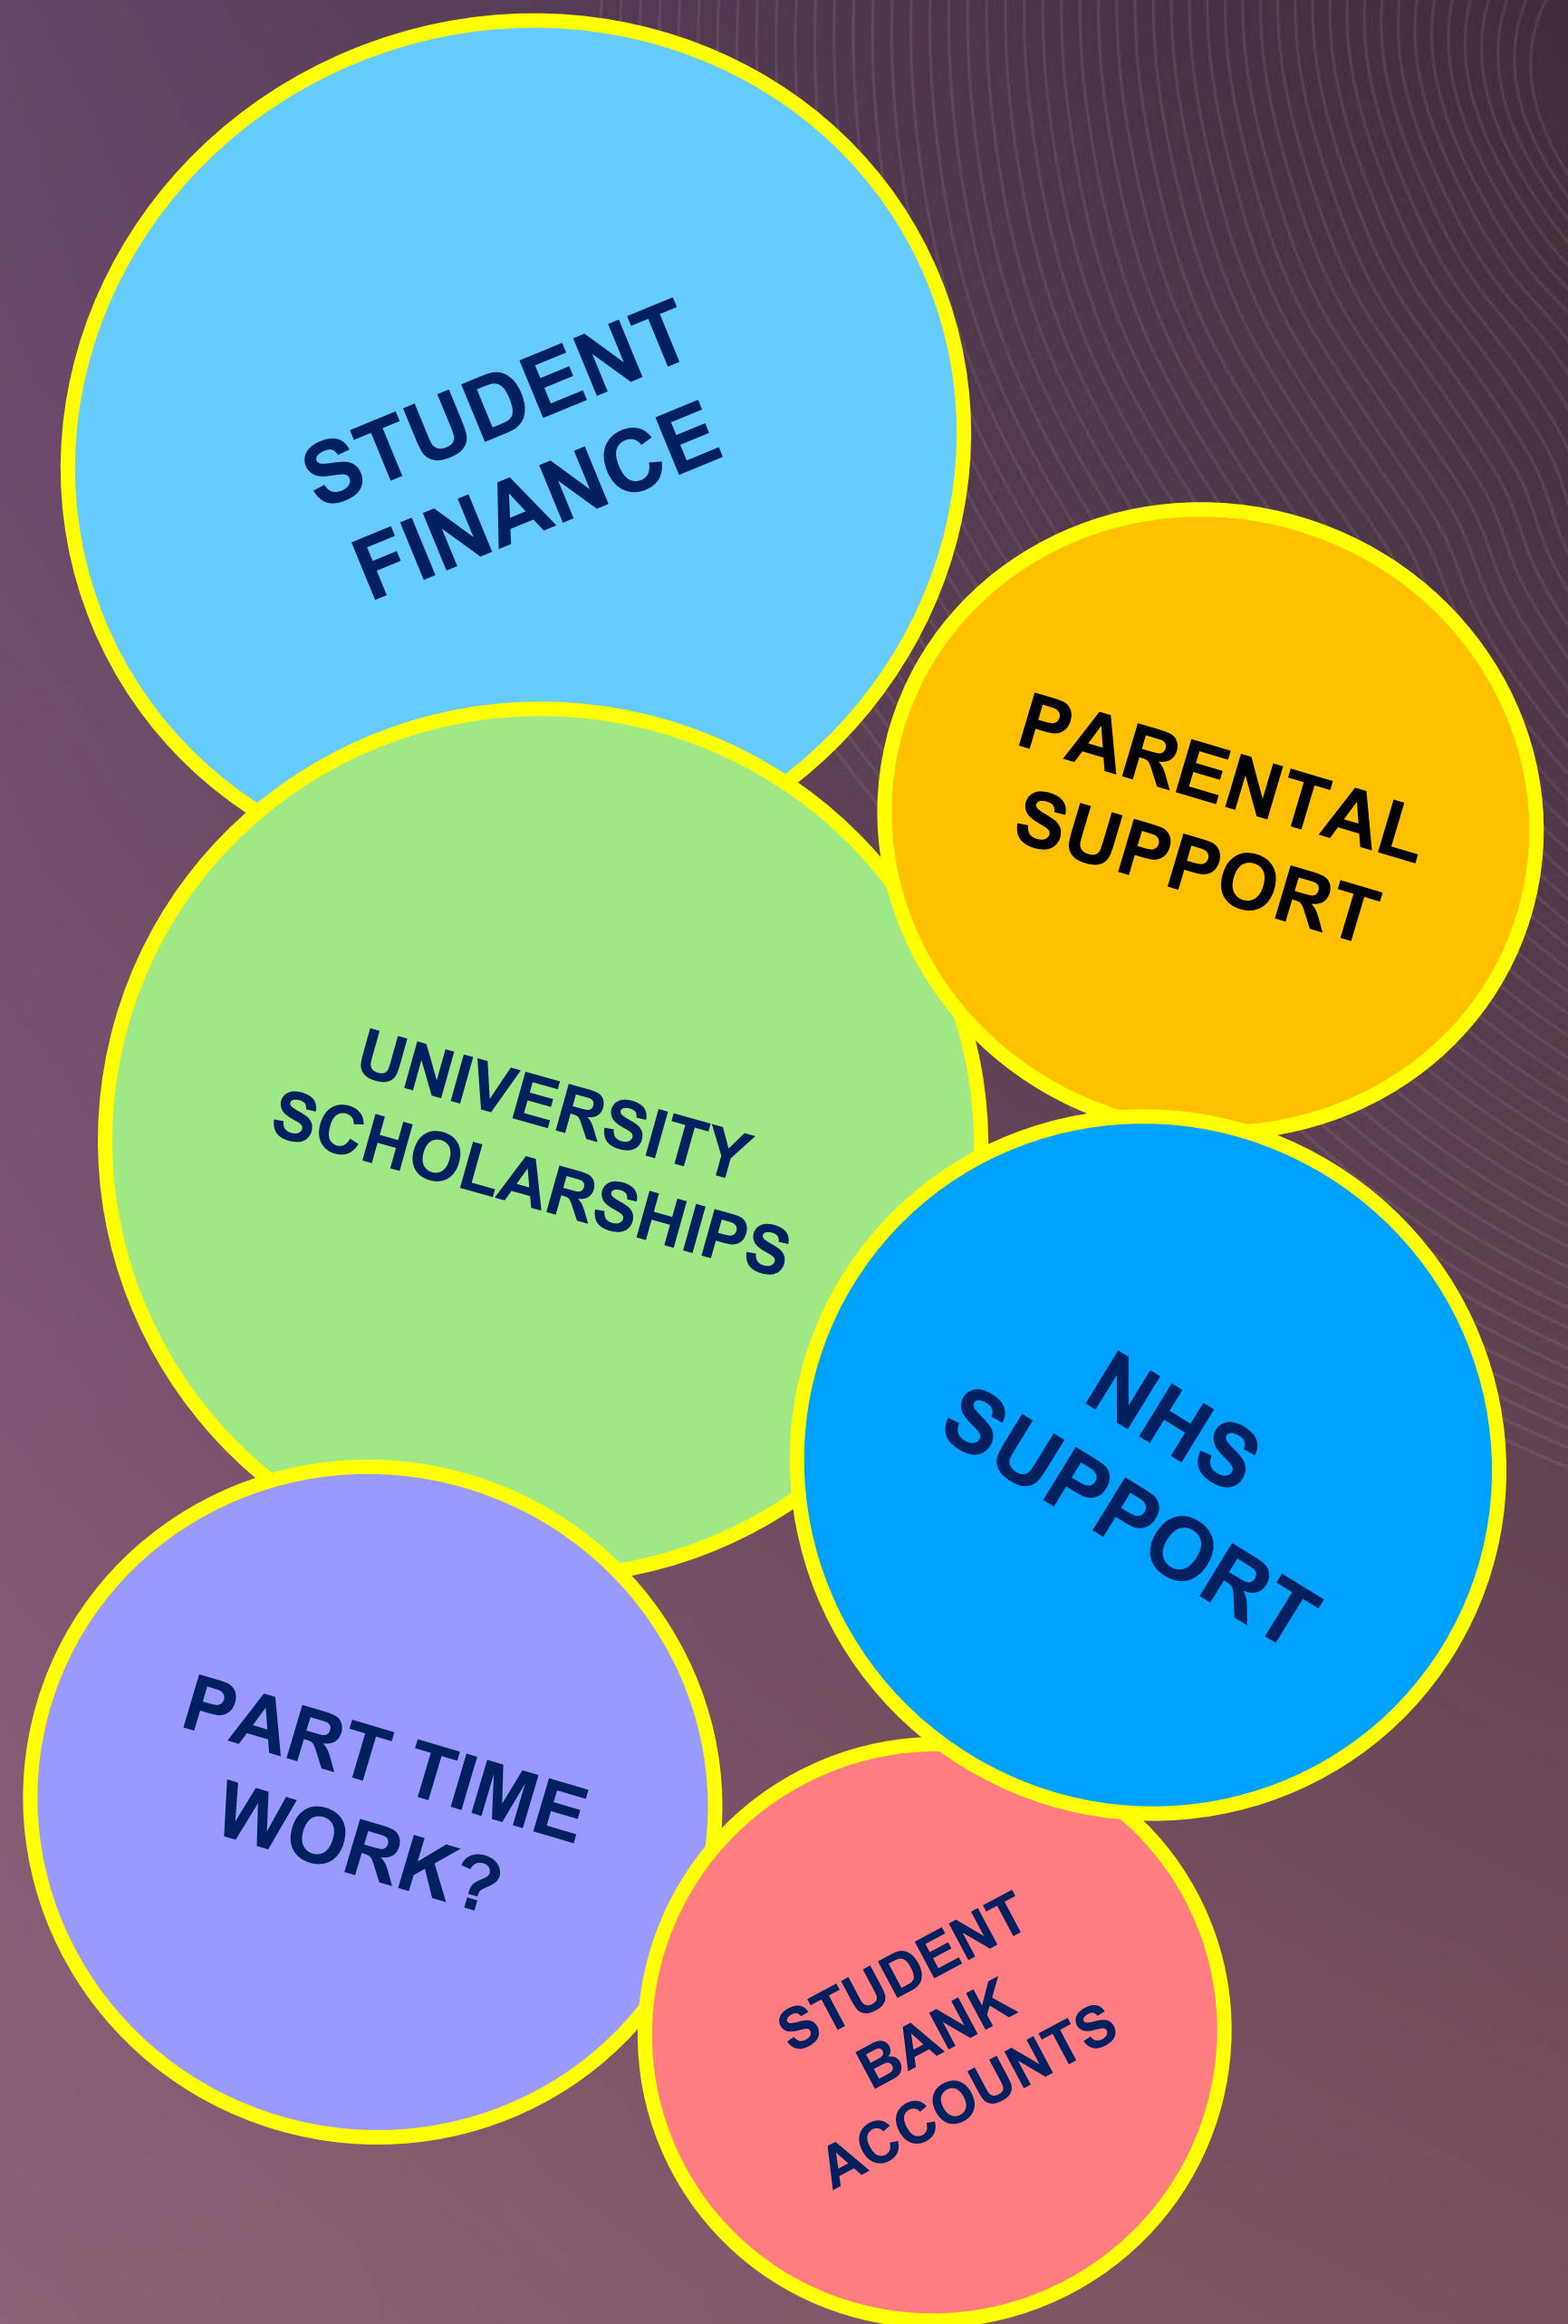 STUDENT
FINANCE
PARENTAL
SUPPORT
UNIVERSITY
SCHOLARSHIPS
NHS
SUPPORT
PART TIME
WORK?
STUDENT
BANK
ACCOUNTS